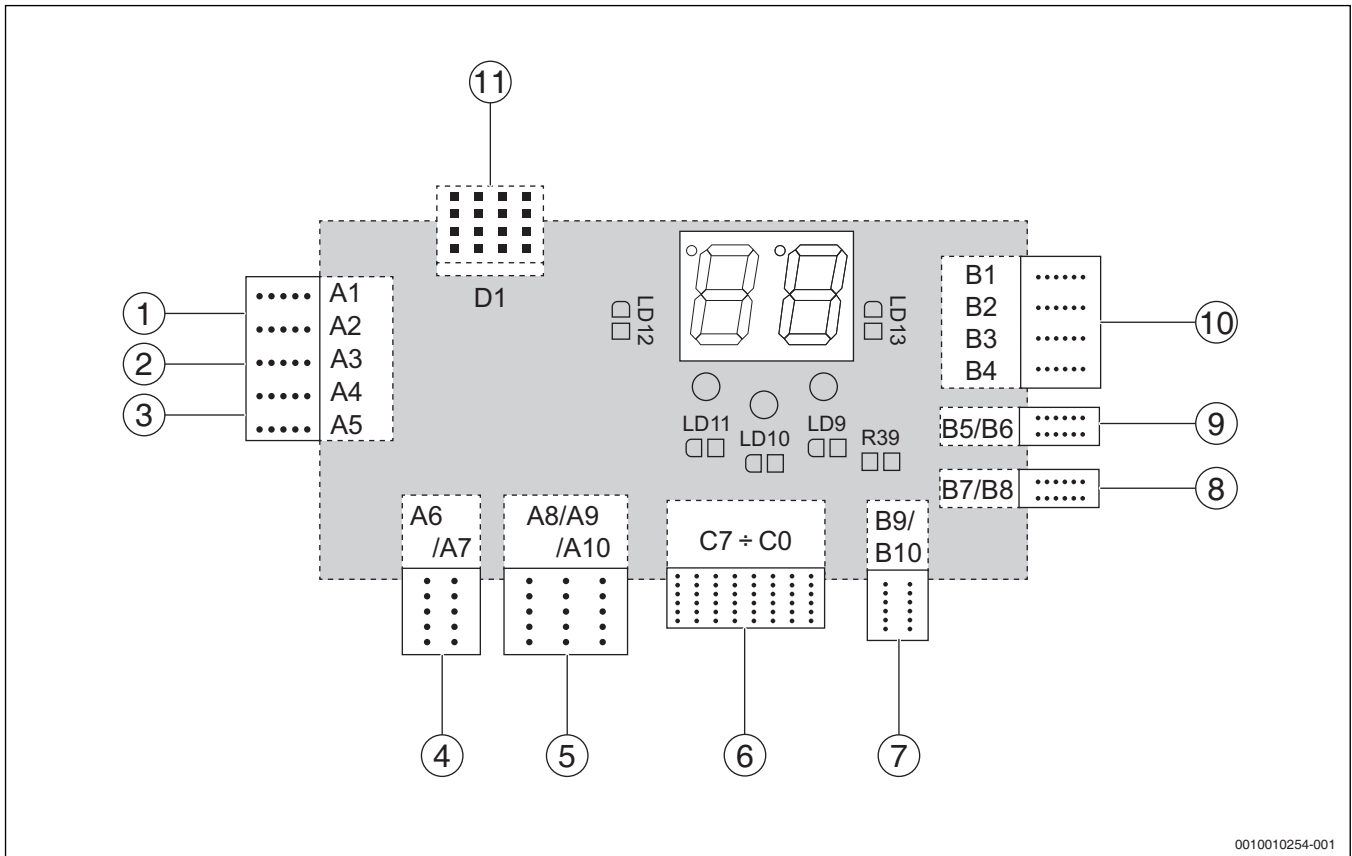 11
D1
LD12
LD13
1
2
3
A1
A2
A3
A4
A5
B1
B2
B3
B4
10
LD11
LD10
LD9
R39
B5/B6
9
B7/B8
8
A6
/A7
A8/A9
/A10
C7 ÷ C0
B9/
B10
4
5
6
7
0010010254-001